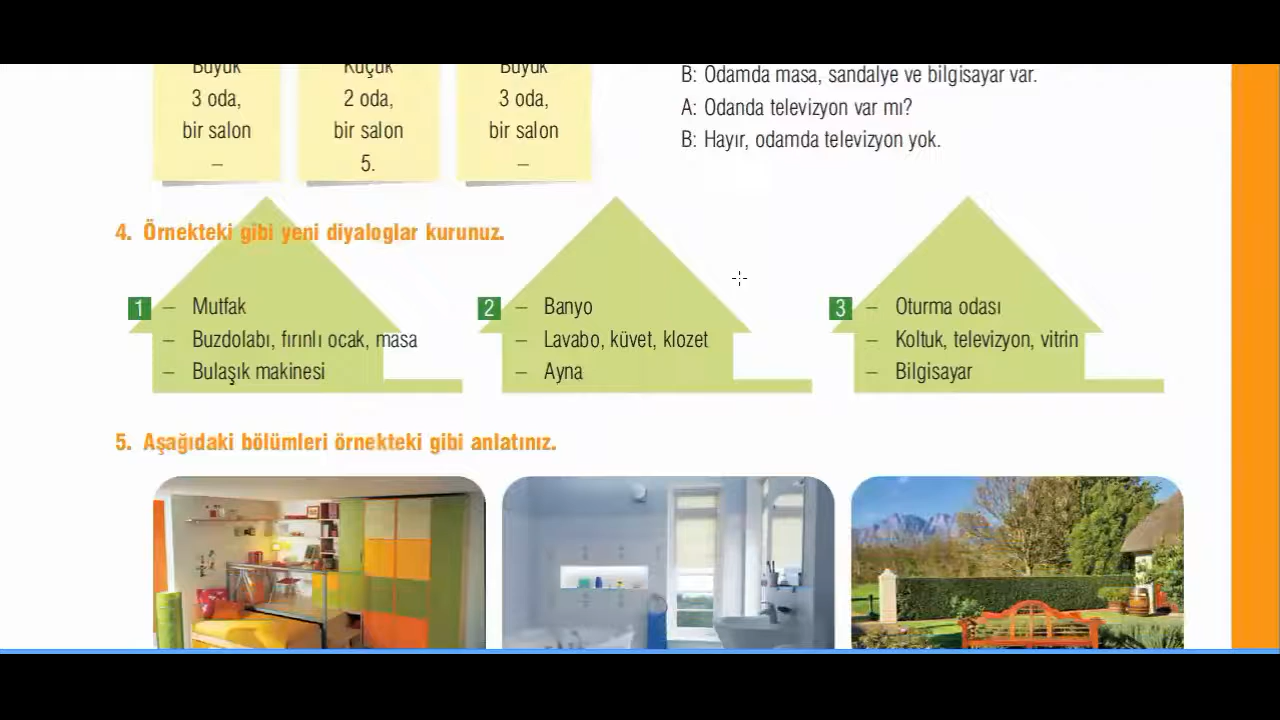 Büyük
3 oda,
bir salon
–
Küçük
2 oda,
bir salon
5.
Büyük
3 oda,
bir salon
–
B: Odamda masa, sandalye ve bilgisayar var.
A: Odanda televizyon var mı?
B: Hayır, odamda televizyon yok.
4. Örnekteki gibi yeni diyaloglar kurunuz.
1 – Mutfak
– Buzdolabı, fırınlı ocak, masa
– Bulaşık makinesi
2 – Banyo
– Lavabo, küvet, klozet
– Ayna
3 – Oturma odası
– Koltuk, televizyon, vitrin
– Bilgisayar
5. Aşağıdaki bölümleri örnekteki gibi anlatınız.